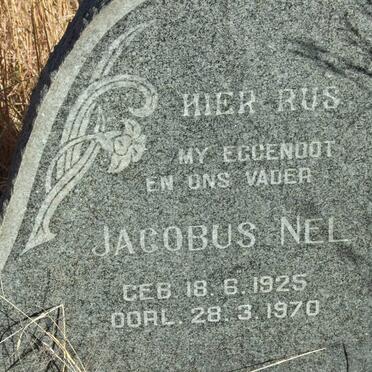 HIER RUS
MY EGGENOOT
EN ONS VADER
JACOBUS NEL
GEB 18. 6. 1925
OORL. 28. 3. 1970